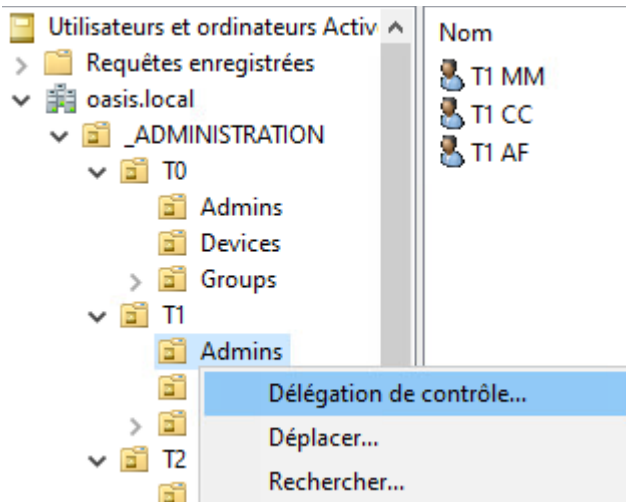 Utilisateurs et ordinateurs Activ
Requêtes enregistrées
oasis.local
_ADMINISTRATION
T0
Admins
Devices
Groups
T1
Admins
T2
Nom
T1 MM
T1 CC
T1 AF
Délégation de contrôle...
Déplacer...
Rechercher...